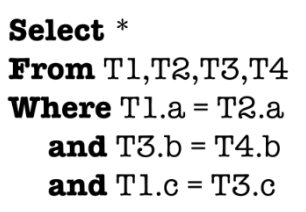 Select *
From T1,T2,T3,T4
Where T1.a = T2.a
and T3.b = T4.b
and T1.c = T3.c